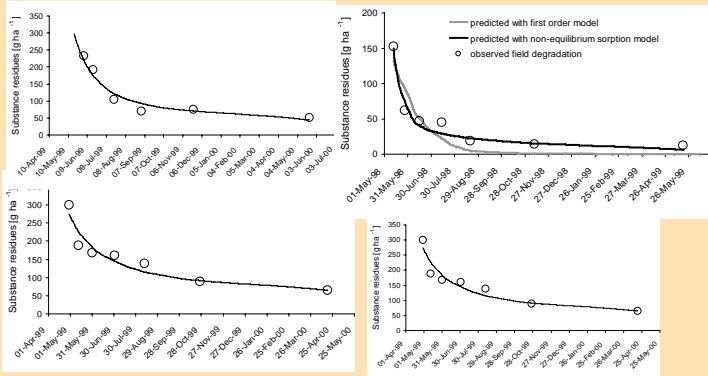 Substance residues [g ha -1]
350
300
250
200
150
100
50
0
10-Apr-99
10-May-99
09-Jun-99
09-Jul-99
08-Aug-99
07-Sep-99
07-Oct-99
06-Nov-99
06-Dec-99
05-Jan-00
04-Feb-00
05-Mar-00
04-Apr-00
04-May-00
03-Jun-00
03-Jul-00
Substance residues [g ha -1]
200
150
100
50
0
predicted with first order model
predicted with non-equilibrium sorption model
observed field degradation
01-May-98
31-May-98
30-Jun-98
30-Jul-98
29-Aug-98
28-Sep-98
28-Oct-98
27-Nov-98
27-Dec-98
26-Jan-99
25-Feb-99
27-Mar-99
26-Apr-99
26-May-99
Substance residues [g ha -1]
350
300
250
200
150
100
50
0
01-Apr-99
01-May-99
31-May-99
30-Jun-99
30-Jul-99
29-Aug-99
28-Sep-99
28-Oct-99
27-Nov-99
27-Dec-99
26-Jan-00
25-Feb-00
26-Mar-00
25-Apr-00
25-May-00
Substance residues [g ha -1]
350
300
250
200
150
100
50
0
01-Apr-99
01-May-99
31-May-99
30-Jun-99
30-Jul-99
29-Aug-99
28-Sep-99
28-Oct-99
27-Nov-99
27-Dec-99
26-Jan-00
25-Feb-00
26-Mar-00
25-Apr-00
25-May-00